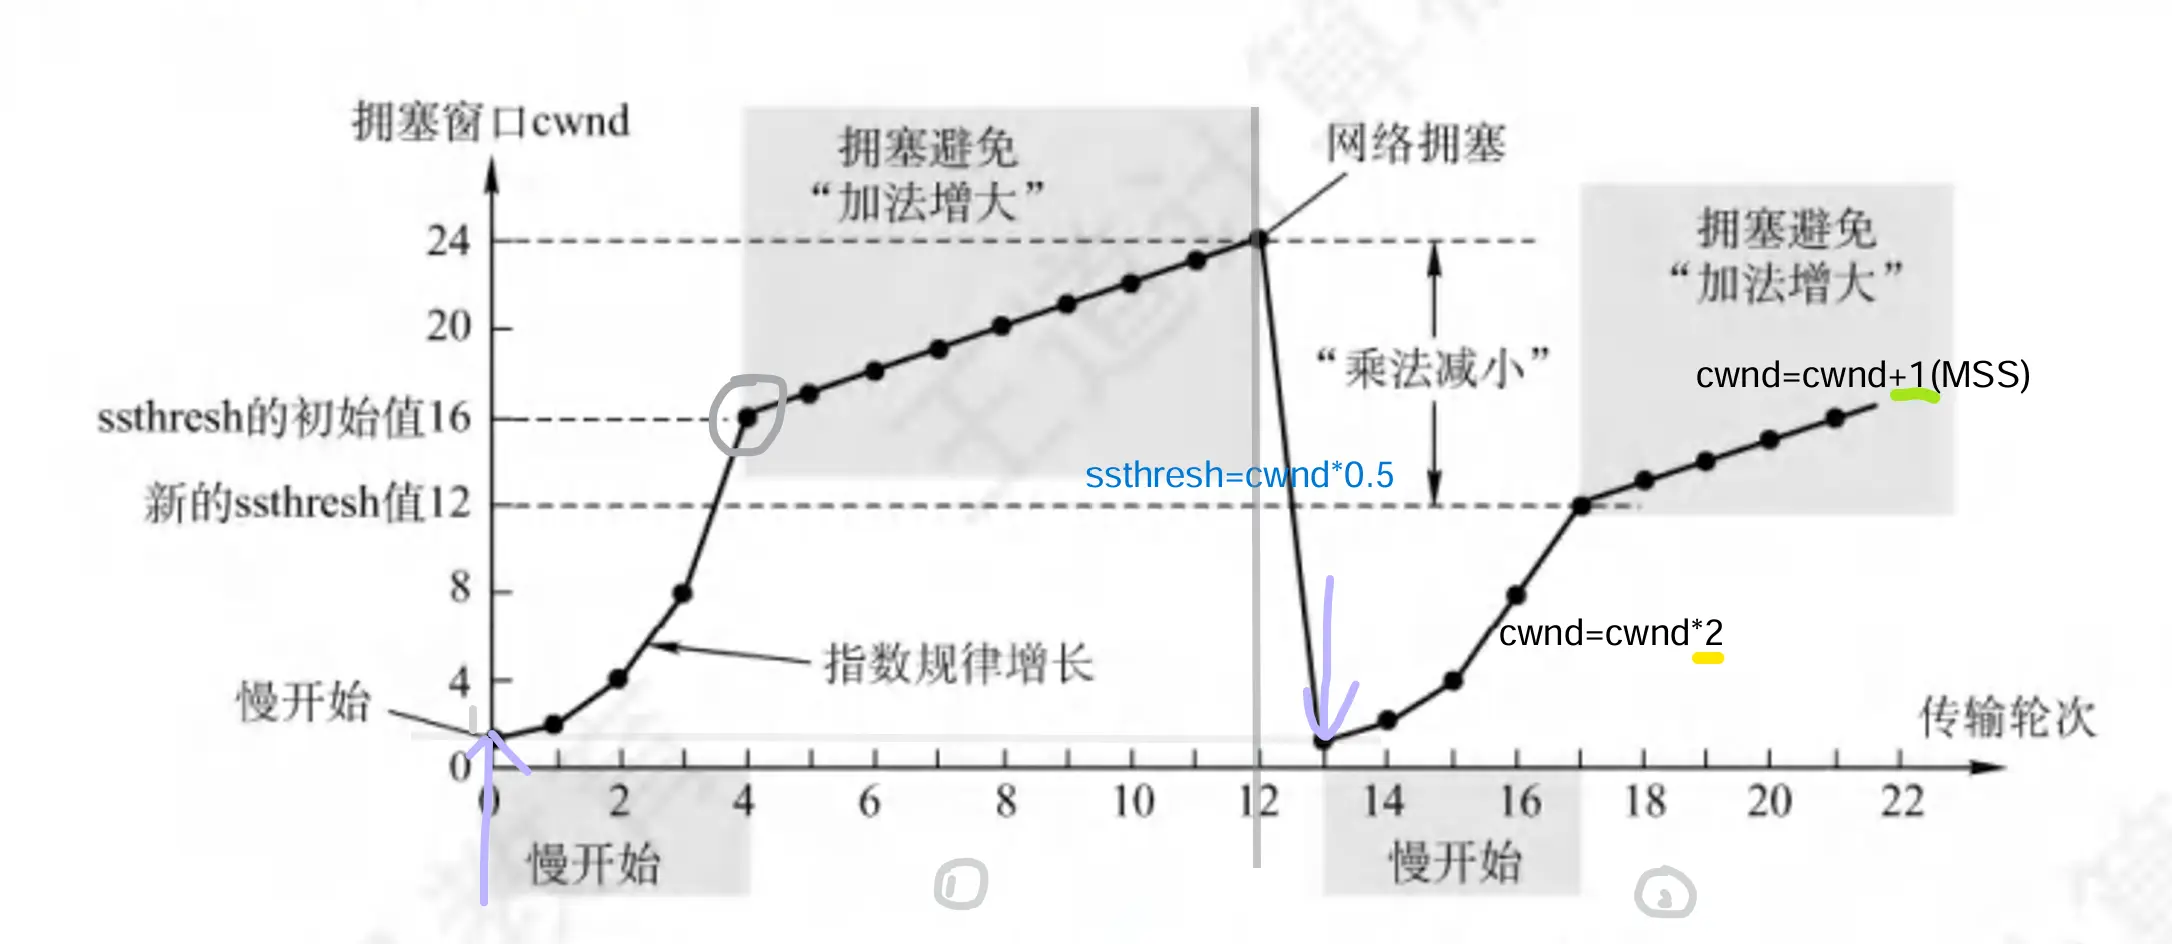 拥塞窗口cwnd
拥塞避免
“加法增大”
网络拥塞
24
拥塞避免
“加法增大”
20
“乘法减小”
cwnd=cwnd+1(MSS)
ssthresh的初始值16
ssthresh=cwnd*0.5
新的ssthresh值12
8
cwnd=cwnd*2
指数规律增长
4
慢开始
1
传输轮次
0
0 2 4 6 8 10 12 14 16 18 20 22
慢开始
慢开始
①
②